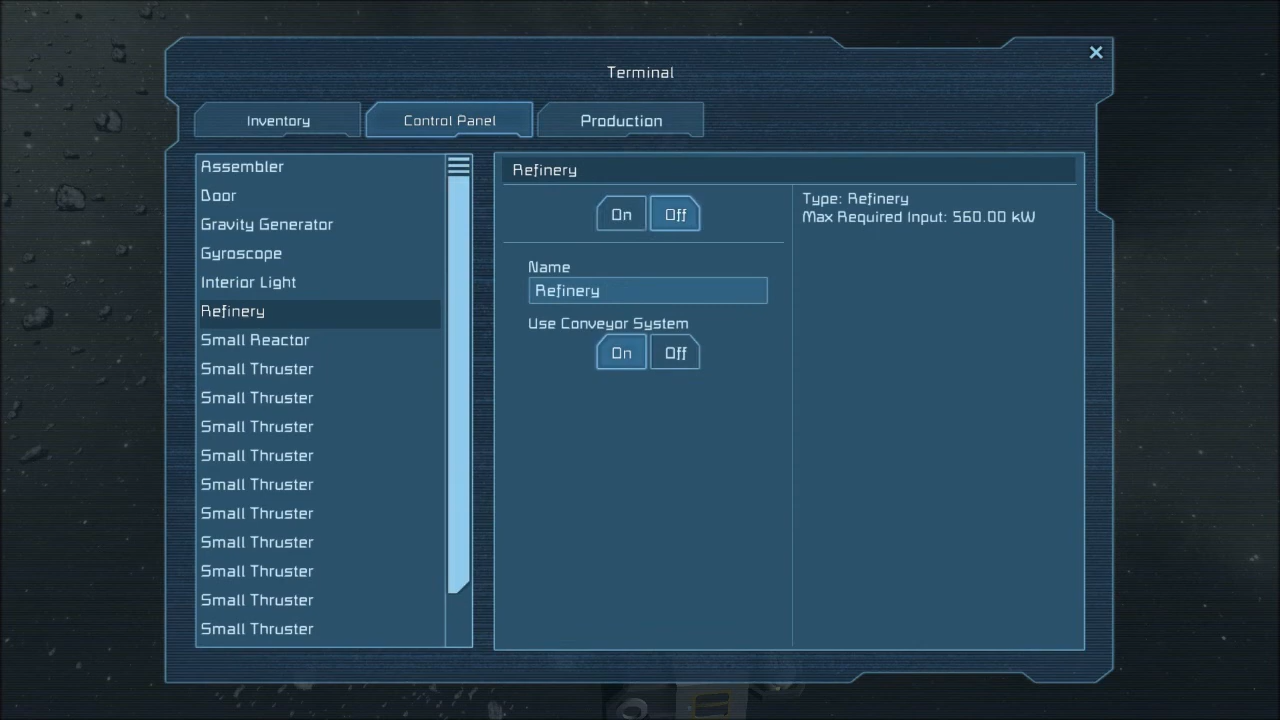 Terminal
Inventory
Control Panel
Production
Assembler
Door
Gravity Generator
Gyroscope
Interior Light
Refinery
Small Reactor
Small Thruster
Small Thruster
Small Thruster
Small Thruster
Small Thruster
Small Thruster
Small Thruster
Small Thruster
Small Thruster
Small Thruster
Refinery
On Off
Name
Refinery
Use Conveyor System
On Off
Type: Refinery
Max Required Input: 560.00 kW